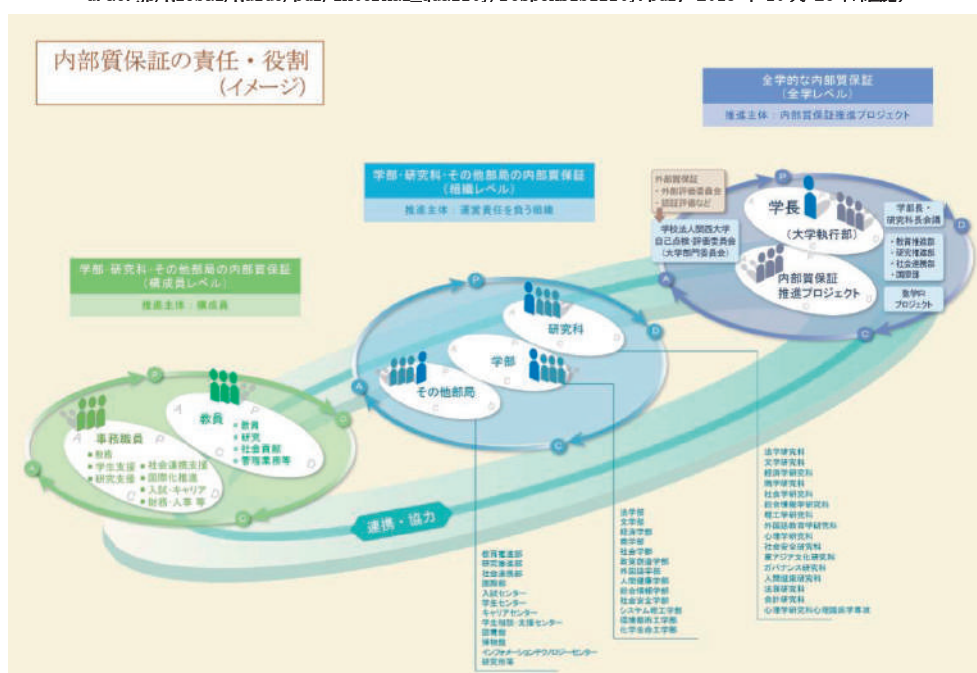 内部質保証の責任・役割
(イメージ)
全学的な内部質保証
(全学レベル)
推進主体:内部質保証推進プロジェクト
学部・研究科・その他部局の内部質保証
(組織レベル)
推進主体:運営責任を負う組織
学部・研究科・その他部局の内部質保証
(構成員レベル)
推進主体:構成員
外部質保証
・外部評価委員会
・認証評価など
学校法人関西大学
自己点検・評価委員会
(大学部門委員会)
学長
(大学執行部)
内部質保証
推進プロジェクト
学部長・
研究科長会議
・教育推進部
・研究推進部
・社会連携部
・国際部
プロジェクト
P
D
C
A
研究科
学部
その他部局
P
D
C
A
教員
教育
研究
社会貢献
管理業務等
事務職員
教務
学生支援
研究支援
社会連携支援
国際化推進
入試・キャリア
財務・人事 等
P
D
C
A
連携・協力
教育推進部
研究推進部
社会連携部
国際部
入試センター
学生センター
キャリアセンター
学生相談・支援センター
図書館
博物館
インフォメーションテクノロジーセンター
研究所等
法学部
文学部
経済学部
商学部
社会学部
政策創造学部
外国語学部
人間健康学部
総合情報学部
社会安全学部
システム理工学部
環境都市工学部
化学生命工学部
法学研究科
文学研究科
経済学研究科
商学研究科
社会学研究科
総合情報学研究科
理工学研究科
外国語教育学研究科
心理学研究科
社会安全研究科
東アジア文化研究科
ガバナンス研究科
人間健康研究科
法務研究科
会計研究科
心理学研究科心理臨床学専攻